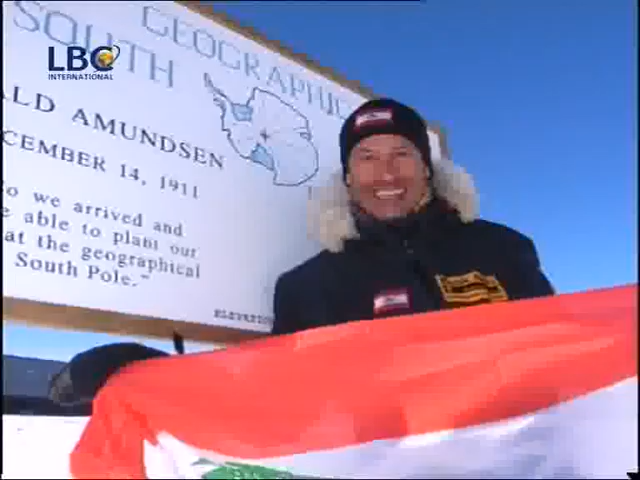 LBC
INTERNATIONAL
GEOGRAPHIC
SOUTH
ALD AMUNDSEN
CEMBER 14, 1911
o we arrived and
e able to plant our
at the geographical
South Pole."